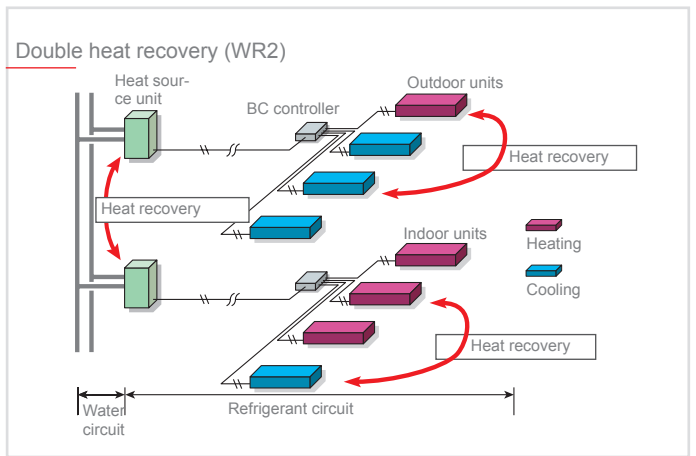 Double heat recovery (WR2)
Heat sour-
ce unit
BC controller
Outdoor units
Heat recovery
Heat recovery
Indoor units
Heating
Cooling
Heat recovery
Water
circuit
Refrigerant circuit